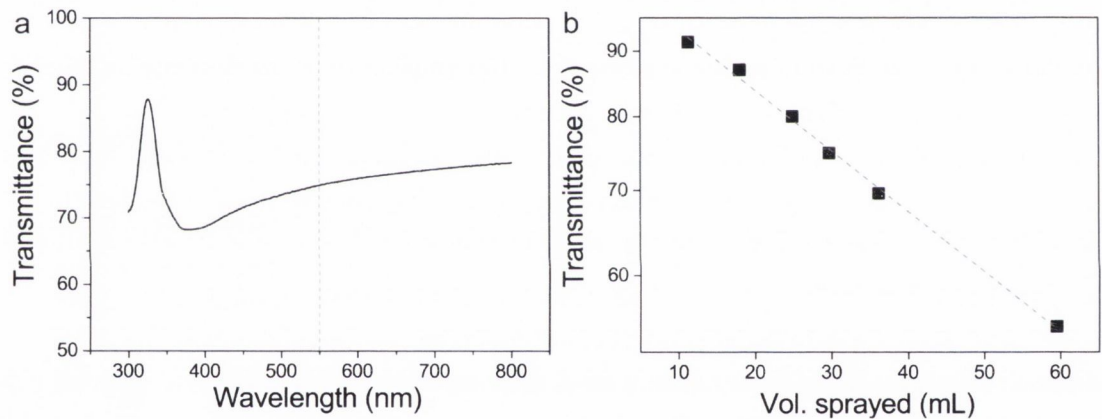 a
100
90
80
70
60
50
Transmittance (%)
300 400 500 600 700 800
Wavelength (nm)
b
90
80
70
60
Transmittance (%)
10 20 30 40 50 60
Vol. sprayed (mL)